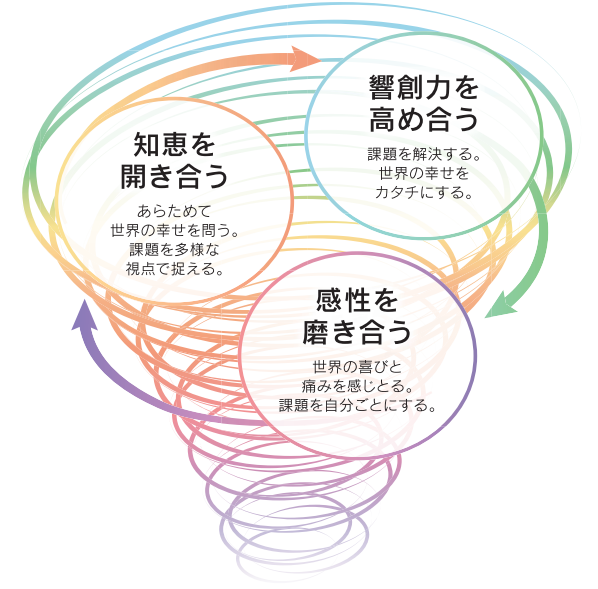 知恵を
開き合う
あらためて
世界の幸せを問う。
課題を多様な
視点で捉える。
響創力を
高め合う
課題を解決する。
世界の幸せを
カタチにする。
感性を
磨き合う
世界の喜びと
痛みを感じとる。
課題を自分ごとにする。